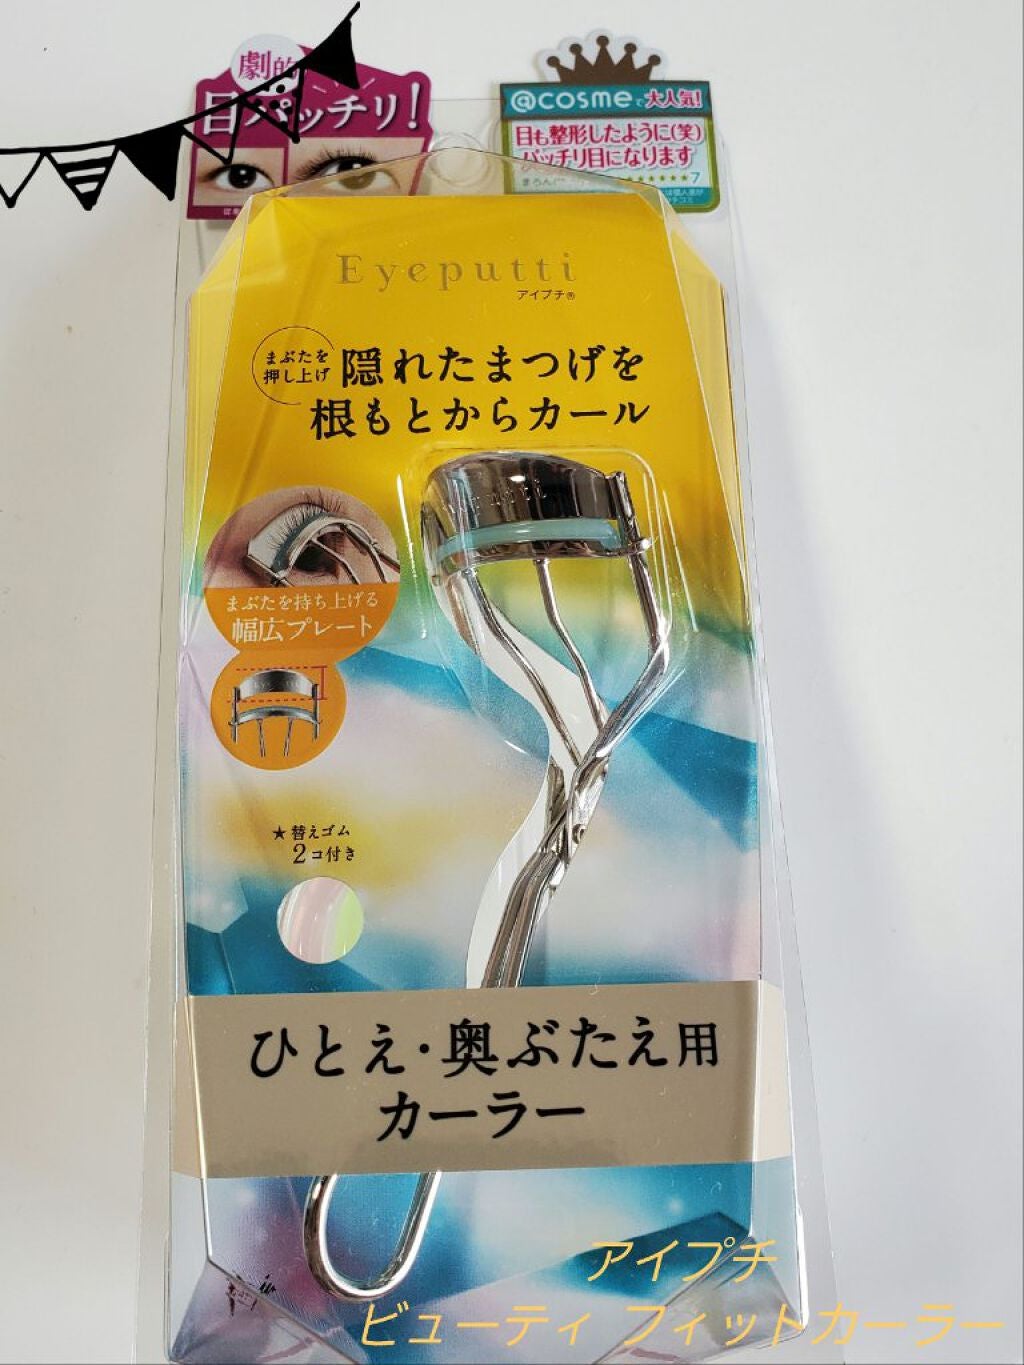 劇的
目パッチリ!
@cosmeで大人気!
目も整形したように(笑)
パッチリ目になります
★★★★★★★7
Eyeputti
アイプチ®
まぶたを
押し上げ
隠れたまつげを
根もとからカール
まぶたを持ち上げる
幅広プレート
★替えゴム
2コ付き
ひとえ・奥ぶたえ用
カーラー
アイプチ
ビューティ フィットカーラー